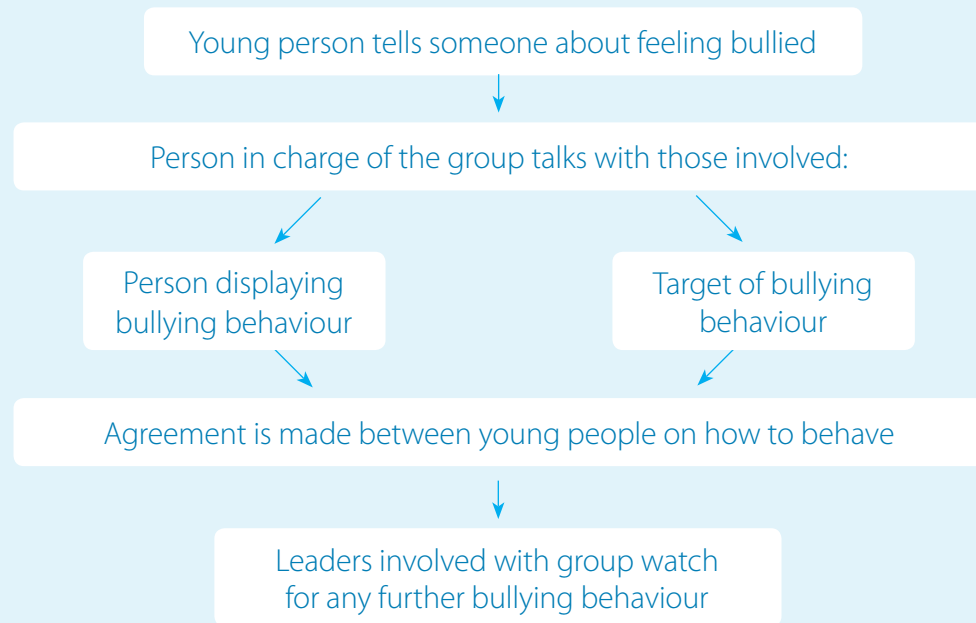 Young person tells someone about feeling bullied
Person in charge of the group talks with those involved:
Person displaying
bullying behaviour
Target of bullying
behaviour
Agreement is made between young people on how to behave
Leaders involved with group watch
for any further bullying behaviour